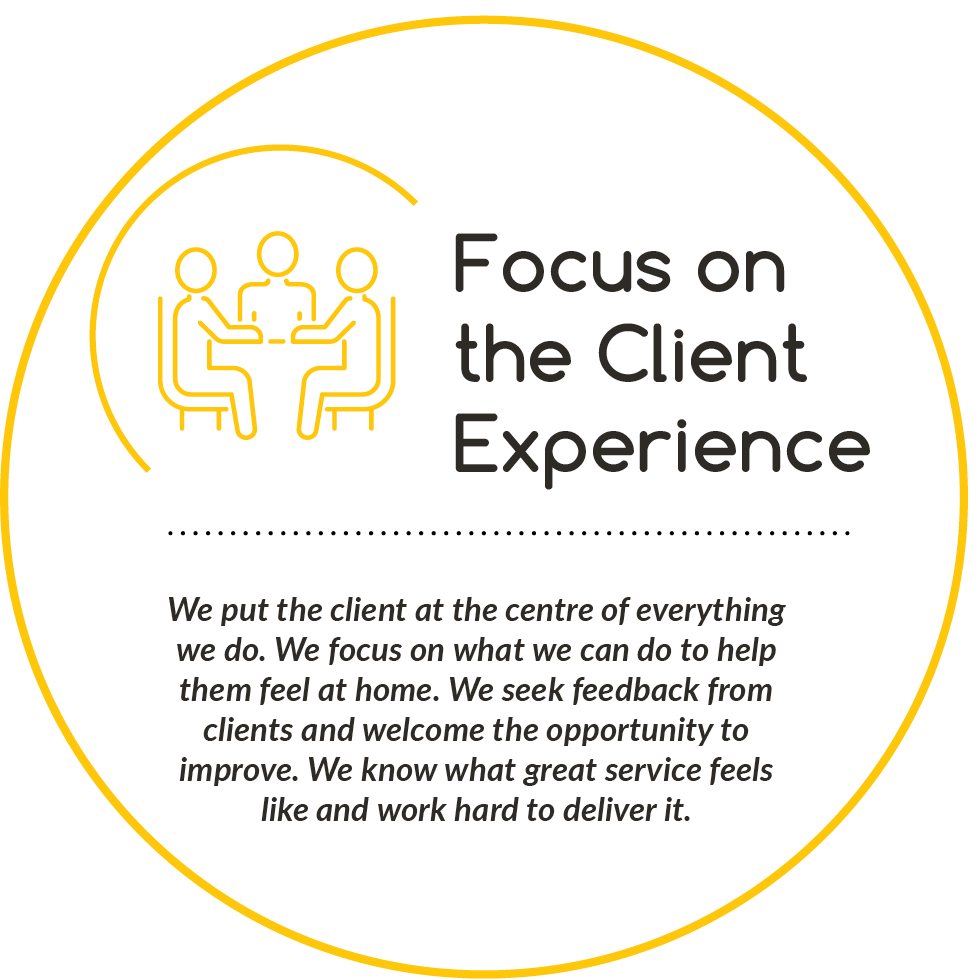 Focus on
the Client
Experience
We put the client at the centre of everything
we do. We focus on what we can do to help
them feel at home. We seek feedback from
clients and welcome the opportunity to
improve. We know what great service feels
like and work hard to deliver it.